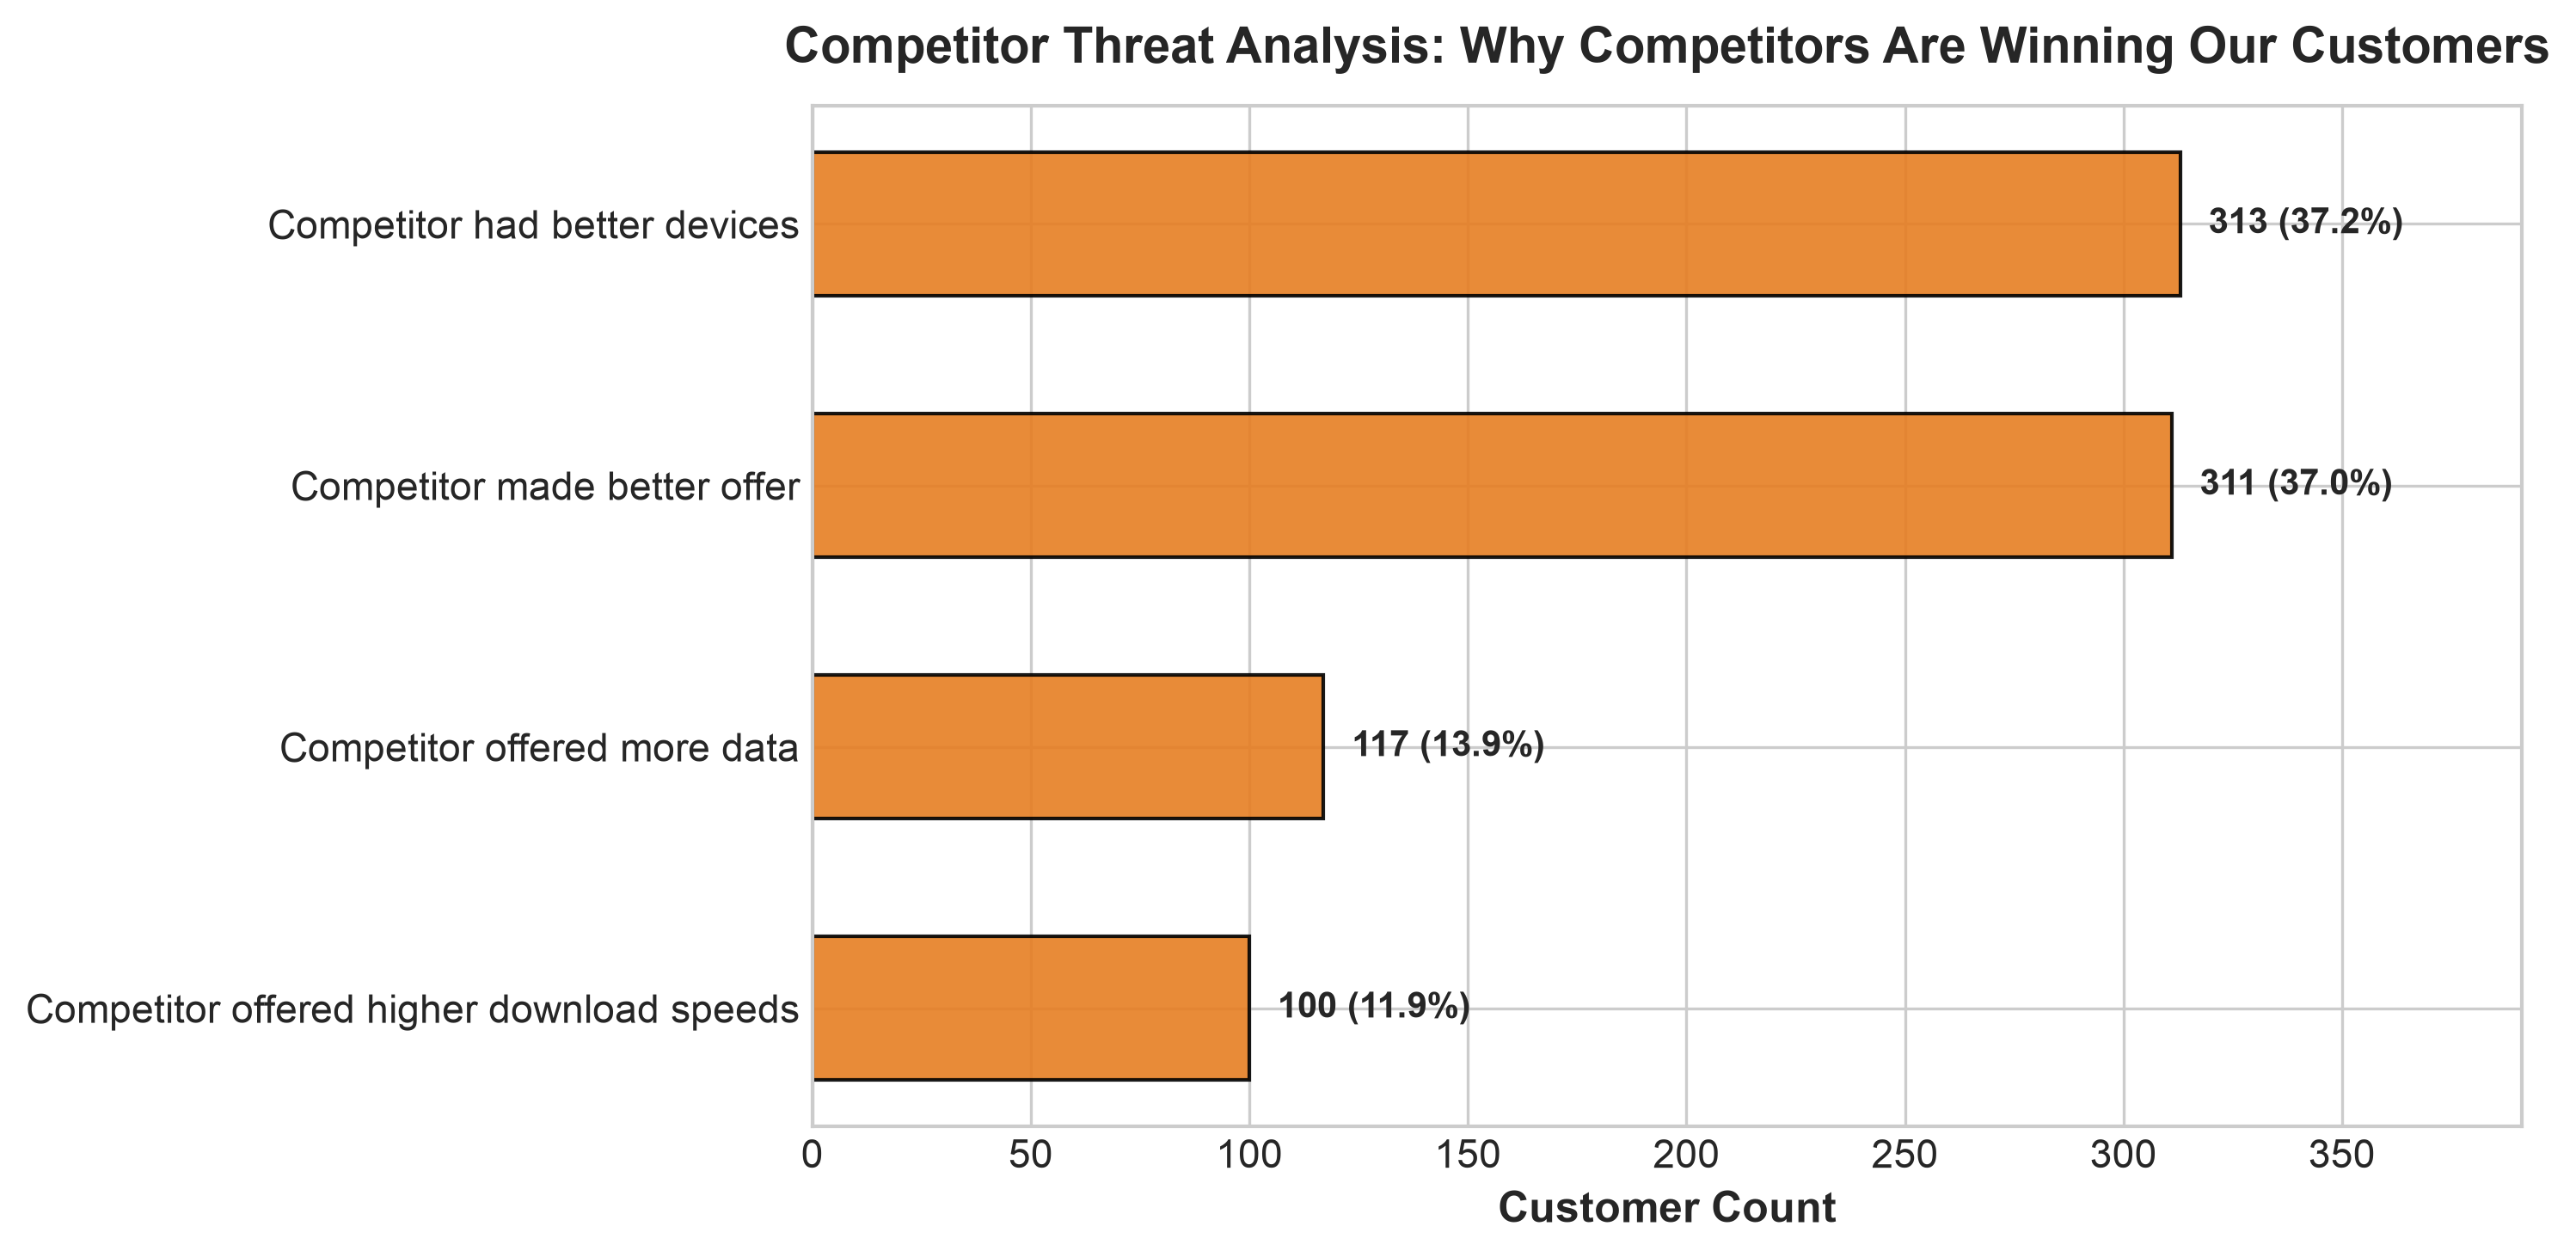 Competitor Threat Analysis: Why Competitors Are Winning Our Customers
Competitor had better devices
313 (37.2%)
Competitor made better offer
311 (37.0%)
Competitor offered more data
117 (13.9%)
Competitor offered higher download speeds
100 (11.9%)
0 50 100 150 200 250 300 350
Customer Count